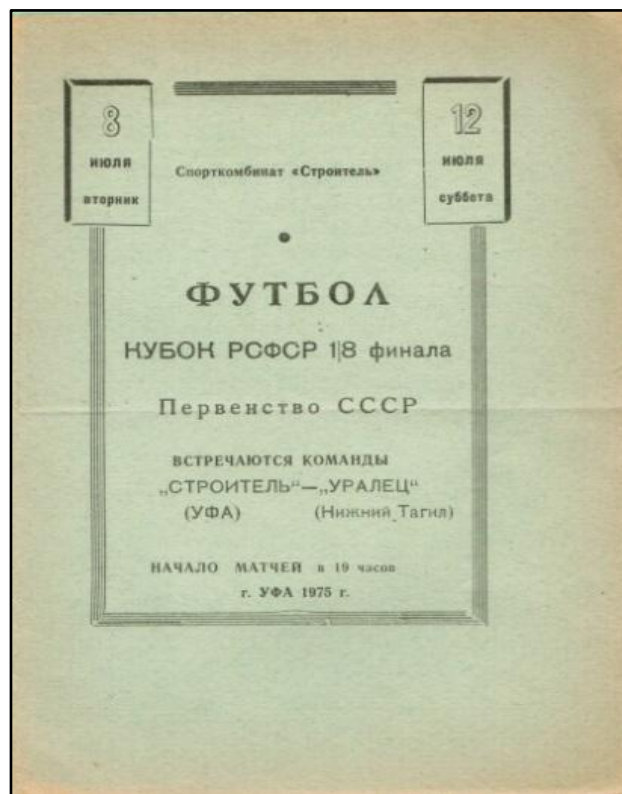 8
ИЮЛЯ
вторник
12
ИЮЛЯ
суббота
Спорткомбинат «Строитель»
ФУТБОЛ
КУБОК РСФСР 1|8 финала
Первенство СССР
ВСТРЕЧАЮТСЯ КОМАНДЫ
„СТРОИТЕЛЬ“—„УРАЛЕЦ“
(УФА) (Нижний Тагил)
НАЧАЛО МАТЧЕЙ в 19 часов
г. УФА 1975 г.